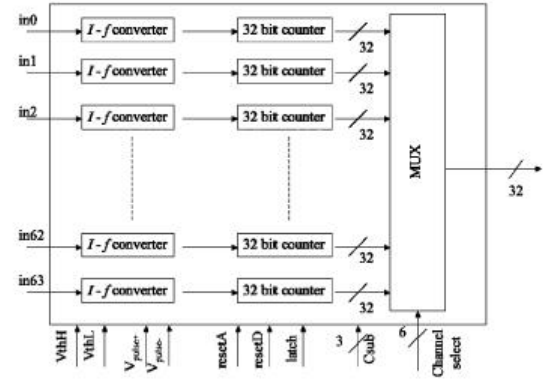 in0
I - f converter
32 bit counter
32
in1
I - f converter
32 bit counter
32
in2
I - f converter
32 bit counter
32
MUX
32
in62
I - f converter
32 bit counter
32
in63
I - f converter
32 bit counter
32
VthH
VthL
Vpulse+
Vpulse-
resetA
resetD
latch
3
Csub
6
Channel
select